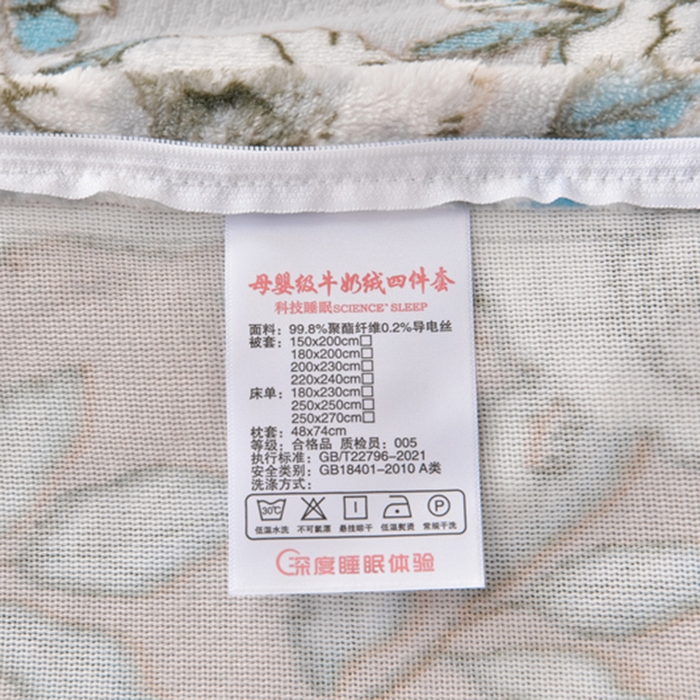 母婴级牛奶绒四件套
科技睡眠SCIENCE' SLEEP
面料：99.8%聚酯纤维0.2%导电丝
被套：150x200cm
180x200cm
200x230cm
220x240cm
床单：180x230cm
250x250cm
250x270cm
枕套：48x74cm
等级：合格品 质检员：005
执行标准：GB/T22796-2021
安全类别：GB18401-2010 A类
洗涤方式：
30℃ P
低温水洗 不可氯漂 悬挂晾干 低温熨烫 常规干洗
深度睡眠体验